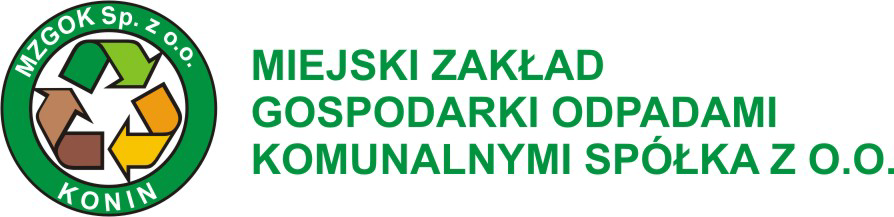 MZGOK Sp. z o.o.
KONIN
MIEJSKI ZAKŁAD
GOSPODARKI ODPADAMI
KOMUNALNYMI SPÓŁKA Z O.O.